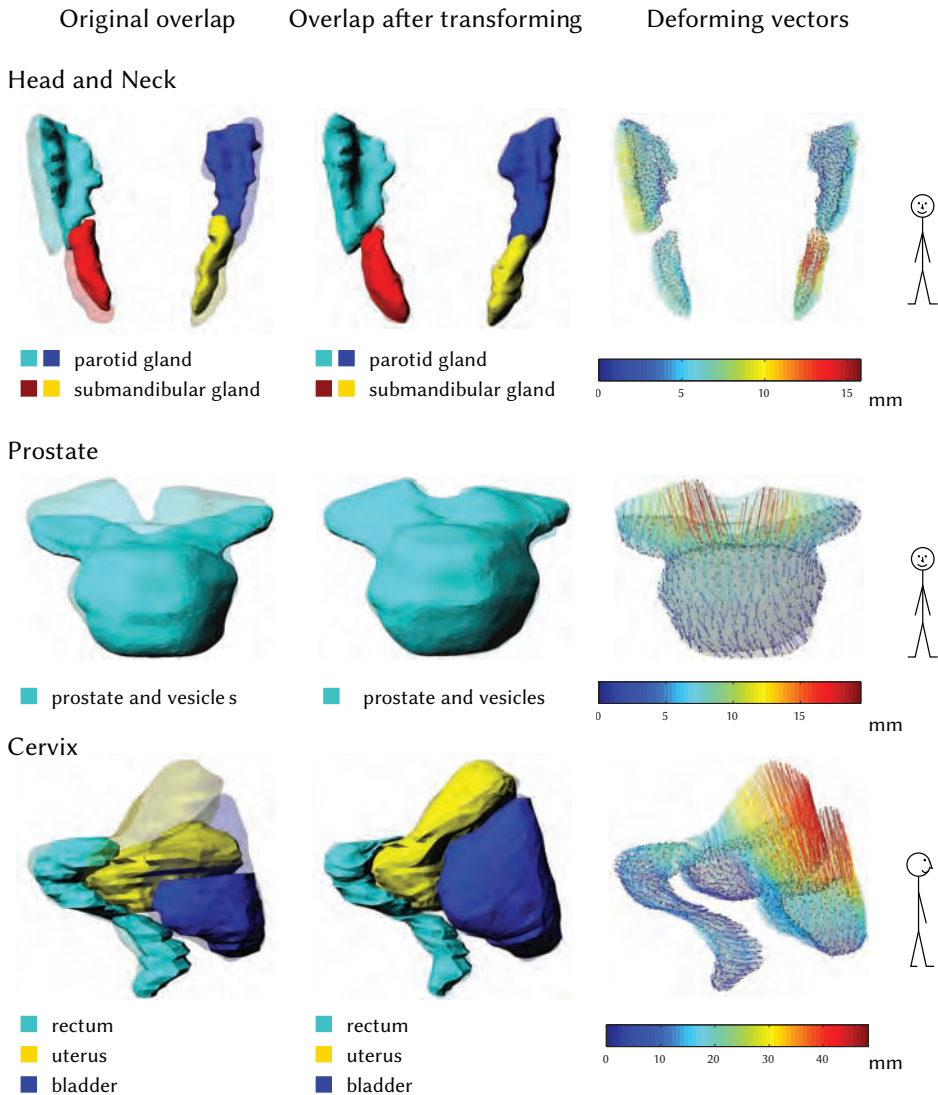 Original overlap Overlap after transforming Deforming vectors
Head and Neck
parotid gland parotid gland
submandibular gland submandibular gland
0 5 10 15
mm
Prostate
prostate and vesicle s prostate and vesicles
0 5 10 15
mm
Cervix
rectum rectum
uterus uterus
bladder bladder
0 10 20 30 40
mm